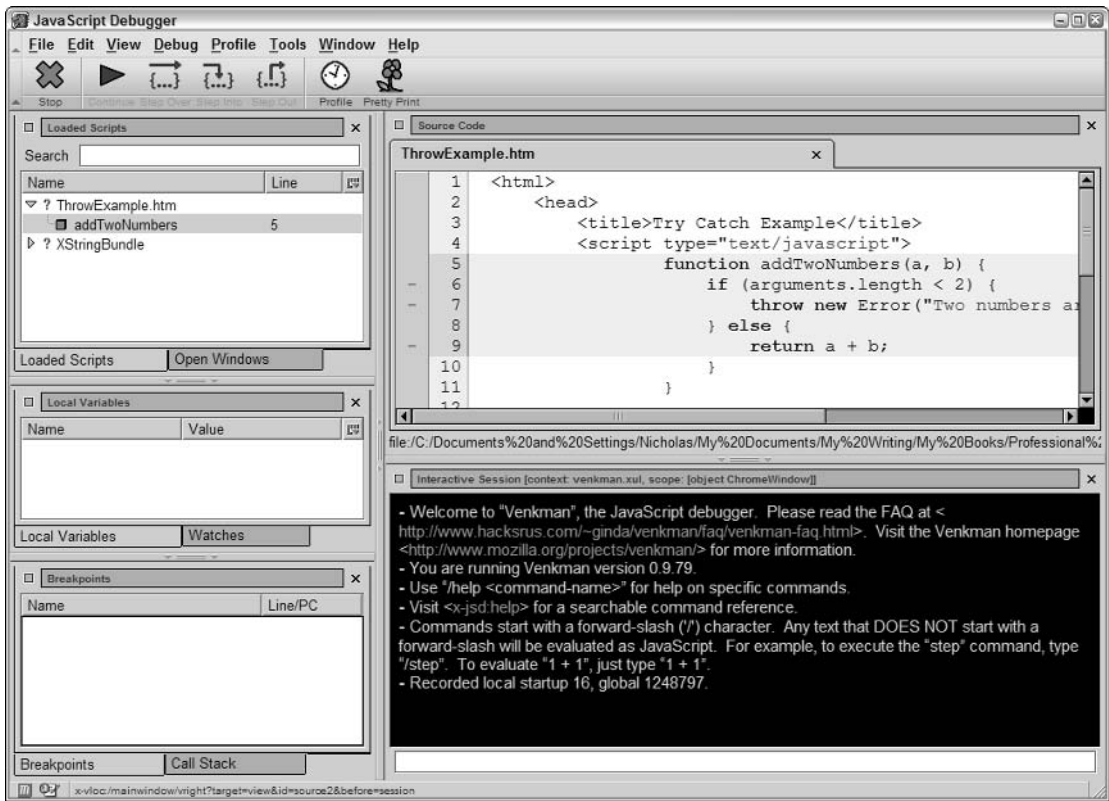 JavaScript Debugger
File Edit View Debug Profile Tools Window Help
Stop Continue Step Over Step Into Step Out Profile Pretty Print
Loaded Scripts
Search
Name Line
ThrowExample.htm
addTwoNumbers 5
XStringBundle
Loaded Scripts Open Windows
Local Variables
Name Value
Local Variables Watches
Breakpoints
Name Line/PC
Breakpoints Call Stack
Source Code
ThrowExample.htm
1 <html>
2 <head>
3 <title>Try Catch Example</title>
4 <script type="text/javascript">
5 function addTwoNumbers(a, b) {
6 if (arguments.length < 2) {
7 throw new Error("Two numbers
8 } else {
9 return a + b;
10 }
11 }
12
file:/C:/Documents%20and%20Settings/Nicholas/My%20Documents/My%20Writing/My%20Books/Professional%2
Interactive Session [context: venkman.xul, scope: [object ChromeWindow]]
- Welcome to "Venkman", the JavaScript debugger. Please read the FAQ at <
http://www.hacksrus.com/~ginda/venkman/faq/venkman-faq.html>. Visit the Venkman homepage
<http://www.mozilla.org/projects/venkman/> for more information.
- You are running Venkman version 0.9.79.
- Use "/help <command-name>" for help on specific commands.
- Visit <x-jsd:help> for a searchable command reference.
- Commands start with a forward-slash ('/') character. Any text that DOES NOT start with a
forward-slash will be evaluated as JavaScript. For example, to execute the "step" command, type
"/step". To evaluate "1 + 1", just type "1 + 1".
- Recorded local startup 16, global 1248797.
x-vloc:/mainwindow/vright?target=view&id=source2&before=session